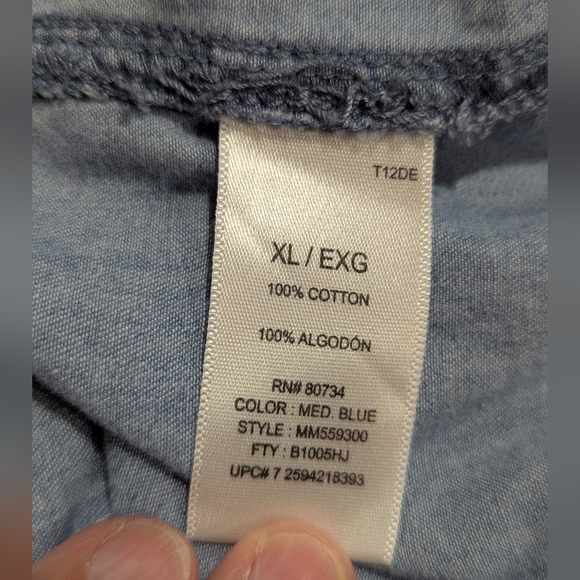 T12DE
XL / EXG
100% COTTON
100% ALGODÓN
RN# 80734
COLOR : MED. BLUE
STYLE : MM559300
FTY : B1005HJ
UPC# 7 2594218393